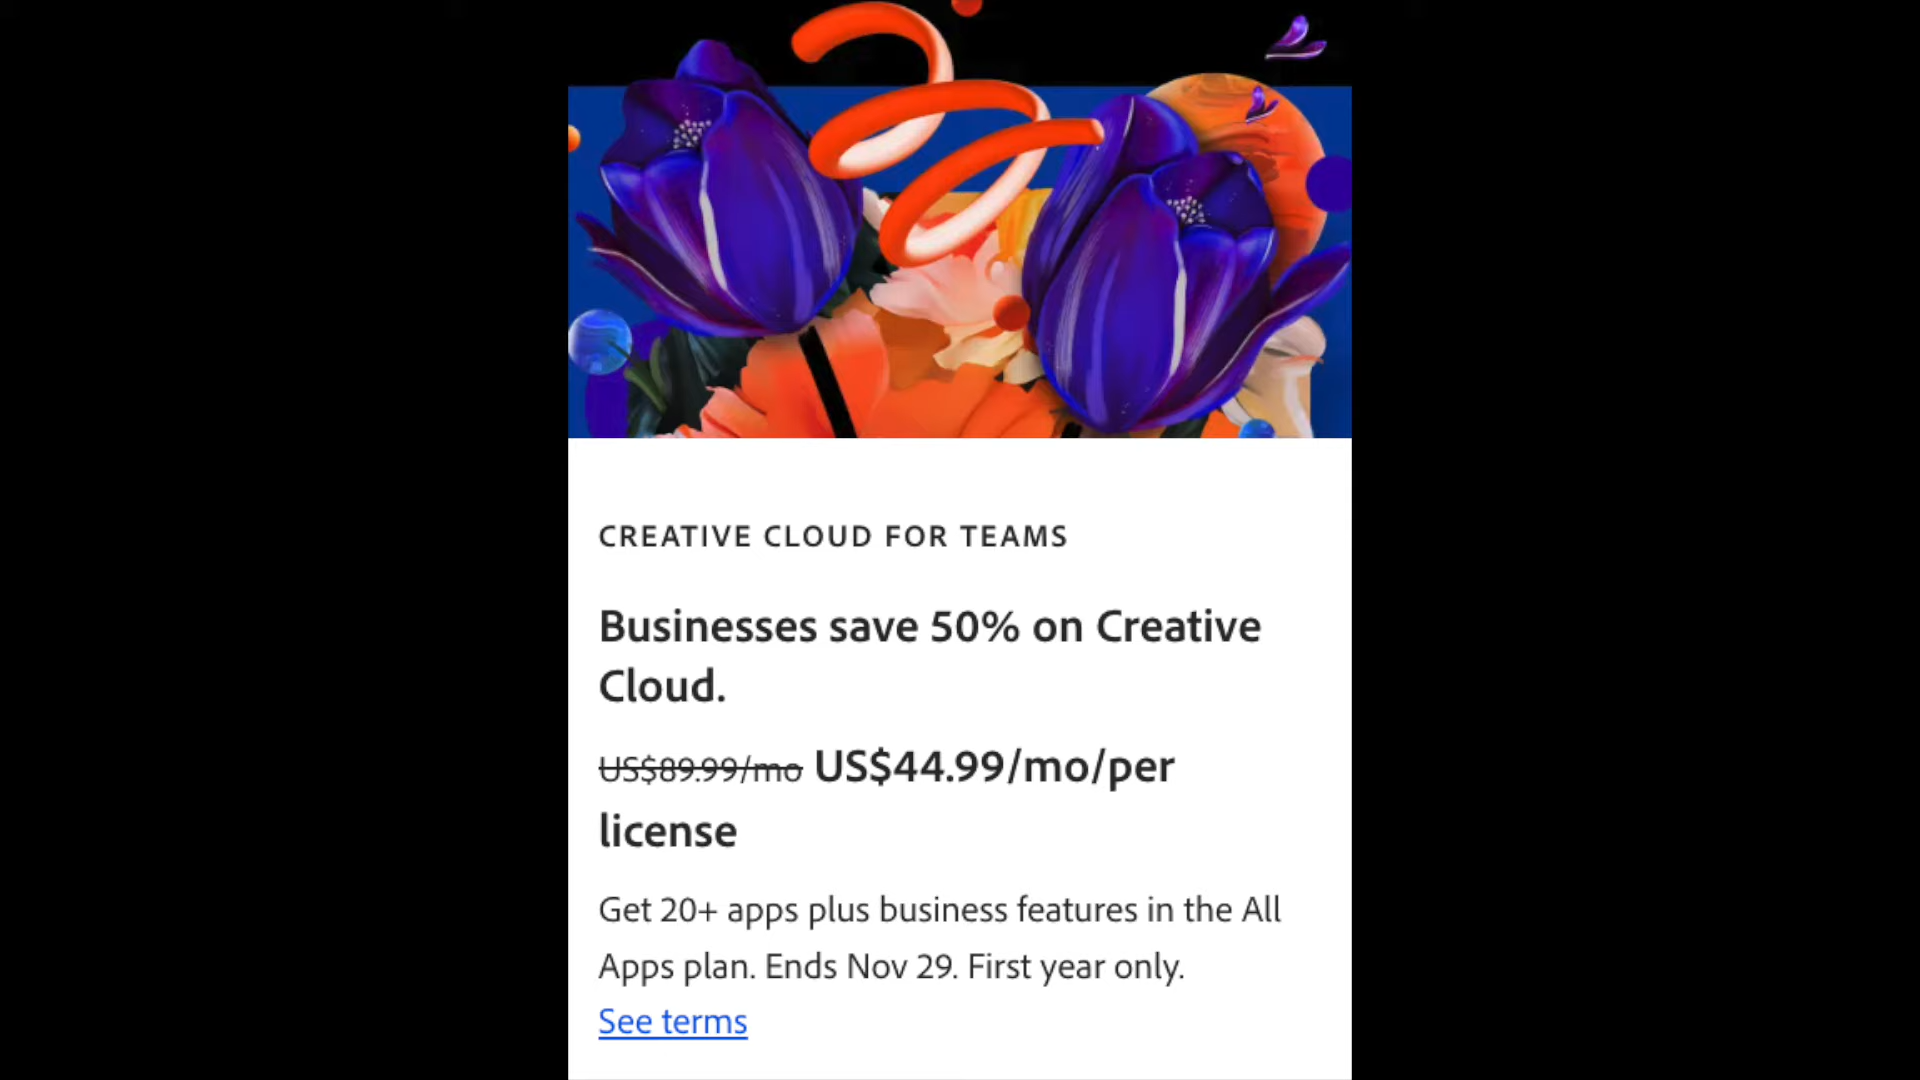 CREATIVE CLOUD FOR TEAMS
Businesses save 50% on Creative
Cloud.
US$89.99/mo US$44.99/mo/per
license
Get 20+ apps plus business features in the All
Apps plan. Ends Nov 29. First year only.
See terms